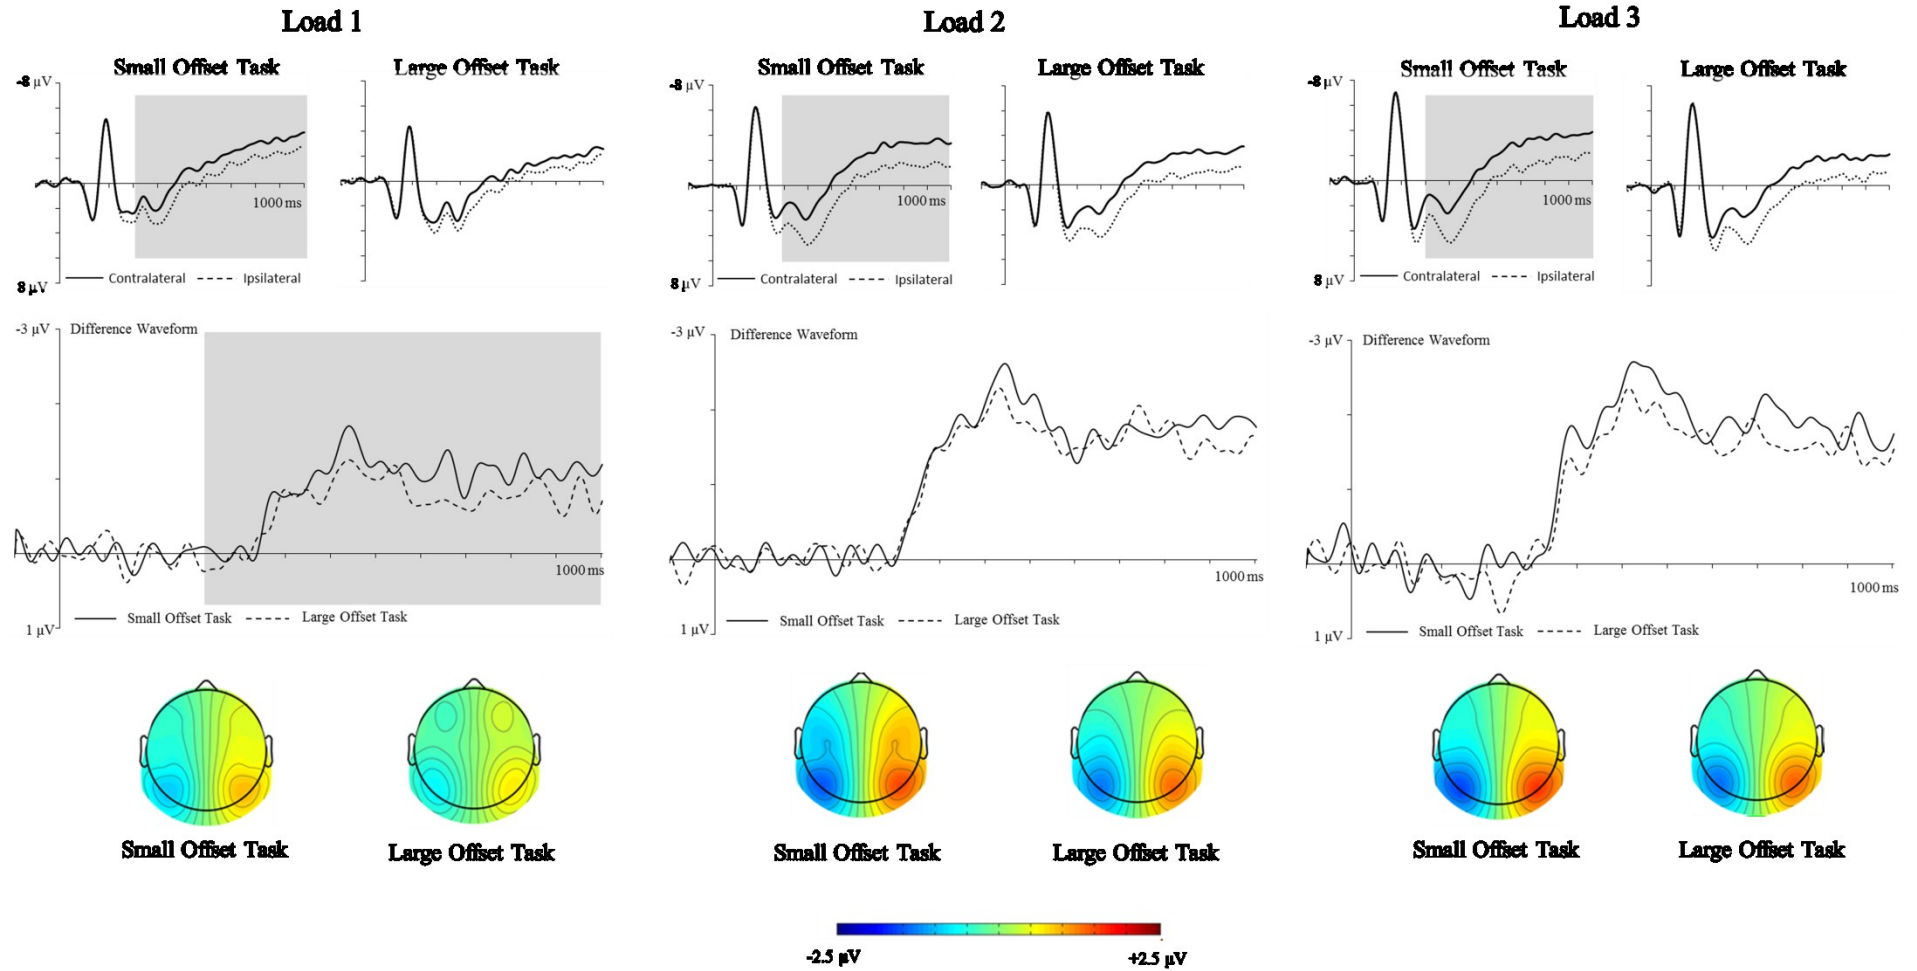 Load 1
Load 2
Load 3
Small Offset Task
Large Offset Task
Small Offset Task
Large Offset Task
Small Offset Task
Large Offset Task
-8 µV
-8 µV
-8 µV
1000 ms
1000 ms
1000 ms
Contralateral
Ipsilateral
Contralateral
Ipsilateral
Contralateral
Ipsilateral
8 µV
8 µV
8 µV
-3 µV
Difference Waveform
-3 µV
Difference Waveform
-3 µV
Difference Waveform
1000 ms
1000 ms
1000 ms
1 µV
Small Offset Task
Large Offset Task
1 µV
Small Offset Task
Large Offset Task
1 µV
Small Offset Task
Large Offset Task
Small Offset Task
Large Offset Task
Small Offset Task
Large Offset Task
Small Offset Task
Large Offset Task
-2.5 µV
+2.5 µV